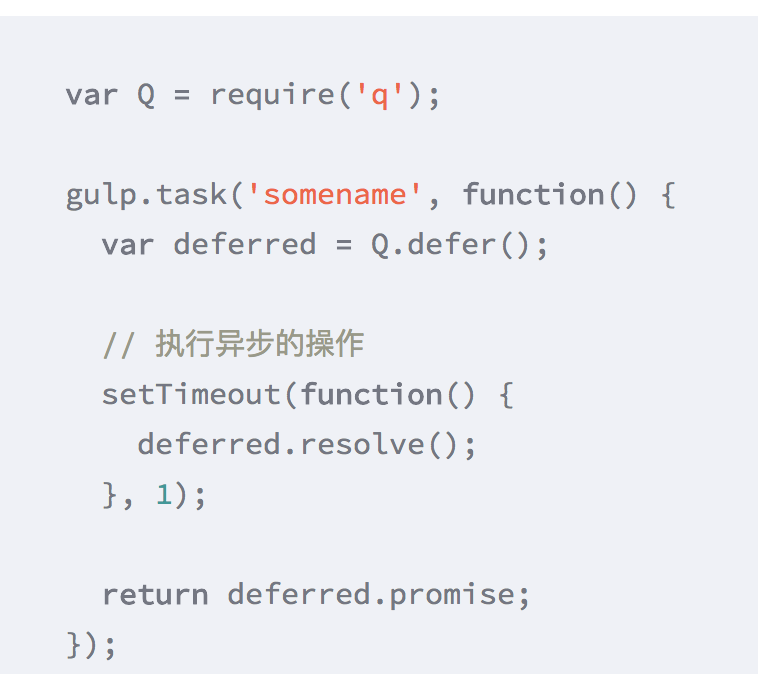 var Q = require('q');
gulp.task('somename', function() {
var deferred = Q.defer();
// 执行异步的操作
setTimeout(function() {
deferred.resolve();
}, 1);
return deferred.promise;
});